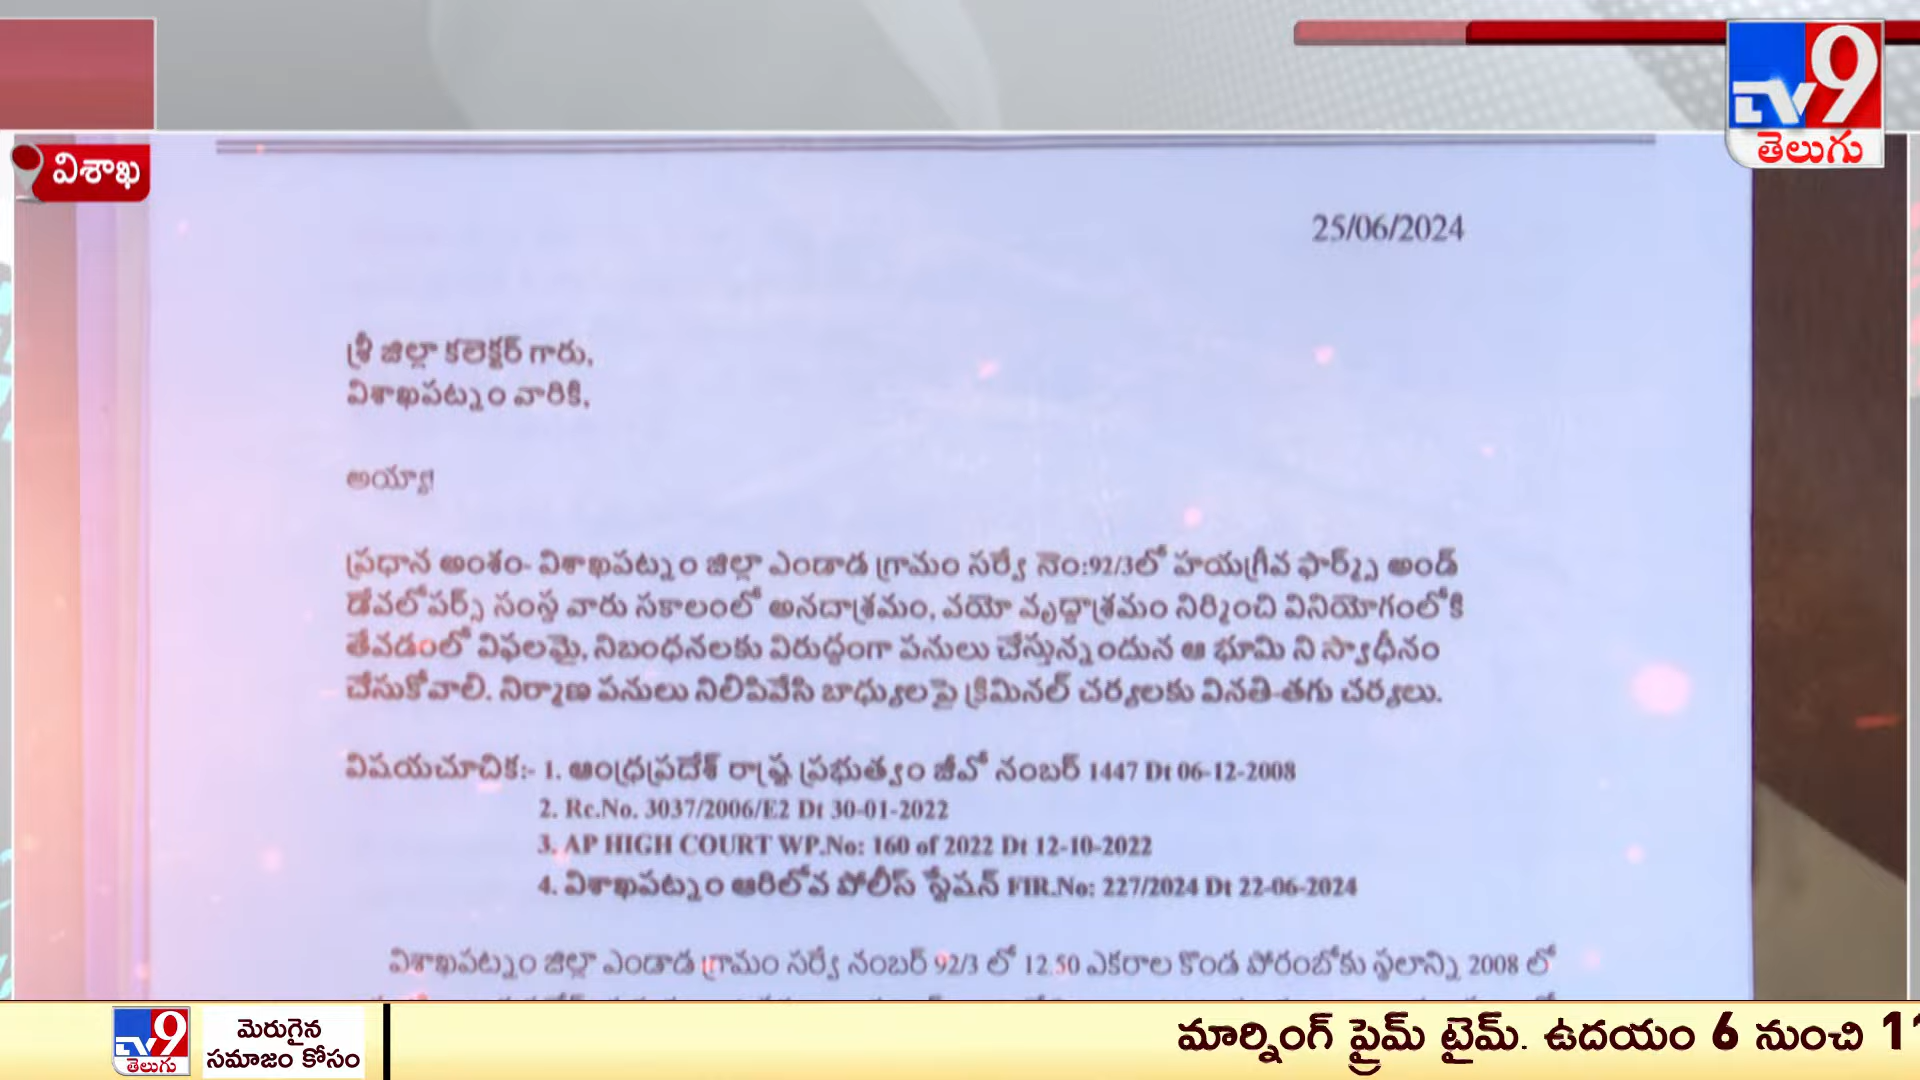 TV9
తెలుగు
విశాఖ
25/06/2024
శ్రీ జిల్లా కలెక్టర్ గారు,
విశాఖపట్నం వారికి,
అయ్యా!
ప్రధాన అంశం- విశాఖపట్నం జిల్లా ఎండాడ గ్రామం సర్వే నెం:92/3లో హయగ్రీవ ఫార్మ్స్ అండ్
డేవలోపర్స్ సంస్థ వారు సకాలంలో అనదాశ్రమం, వయో వృద్ధాశ్రమం నిర్మించి వినియోగంలోకి
తేవడంలో విఫలమై, నిబంధనలకు విరుద్ధంగా పనులు చేస్తున్నందున ఆ భూమి ని స్వాధీనం
చేసుకోవాలి. నిర్మాణ పనులు నిలిపివేసి బాధ్యులపై క్రిమినల్ చర్యలకు వినతి-తగు చర్యలు.
విషయచూచిక:- 1. ఆంధ్రప్రదేశ్ రాష్ట్ర ప్రభుత్వం జీవో నంబర్ 1447 Dt 06-12-2008
2. Rc.No. 3037/2006/E2 Dt 30-01-2022
3. AP HIGH COURT WP.No: 160 of 2022 Dt 12-10-2022
4. విశాఖపట్నం ఆరిలోవ పోలీస్ స్టేషన్ FIR.No: 227/2024 Dt 22-06-2024
విశాఖపట్నం జిల్లా ఎండాడ గ్రామం సర్వే నంబర్ 92/3 లో 12.50 ఎకరాల కొండ పోరంబోకు స్థలాన్ని 2008 లో
TV9
తెలుగు
మెరుగైన
సమాజం కోసం
మార్నింగ్ ప్రైమ్ టైమ్. ఉదయం 6 నుంచి